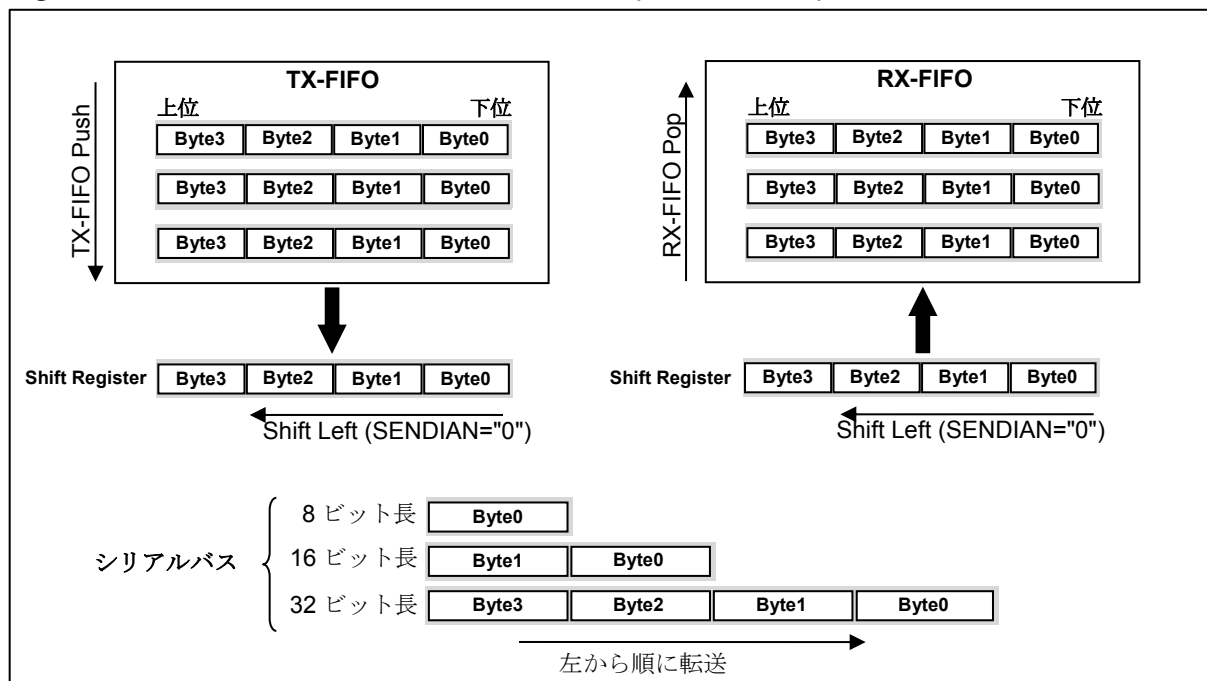 TX-FIFO
上位 下位
Byte3 Byte2 Byte1 Byte0
Byte3 Byte2 Byte1 Byte0
Byte3 Byte2 Byte1 Byte0
TX-FIFO Push
Shift Register Byte3 Byte2 Byte1 Byte0
Shift Left (SENDIAN="0")
RX-FIFO
上位 下位
Byte3 Byte2 Byte1 Byte0
Byte3 Byte2 Byte1 Byte0
Byte3 Byte2 Byte1 Byte0
RX-FIFO Pop
Shift Register Byte3 Byte2 Byte1 Byte0
Shift Left (SENDIAN="0")
シリアルバス
8 ビット長 Byte0
16 ビット長 Byte1 Byte0
32 ビット長 Byte3 Byte2 Byte1 Byte0
左から順に転送